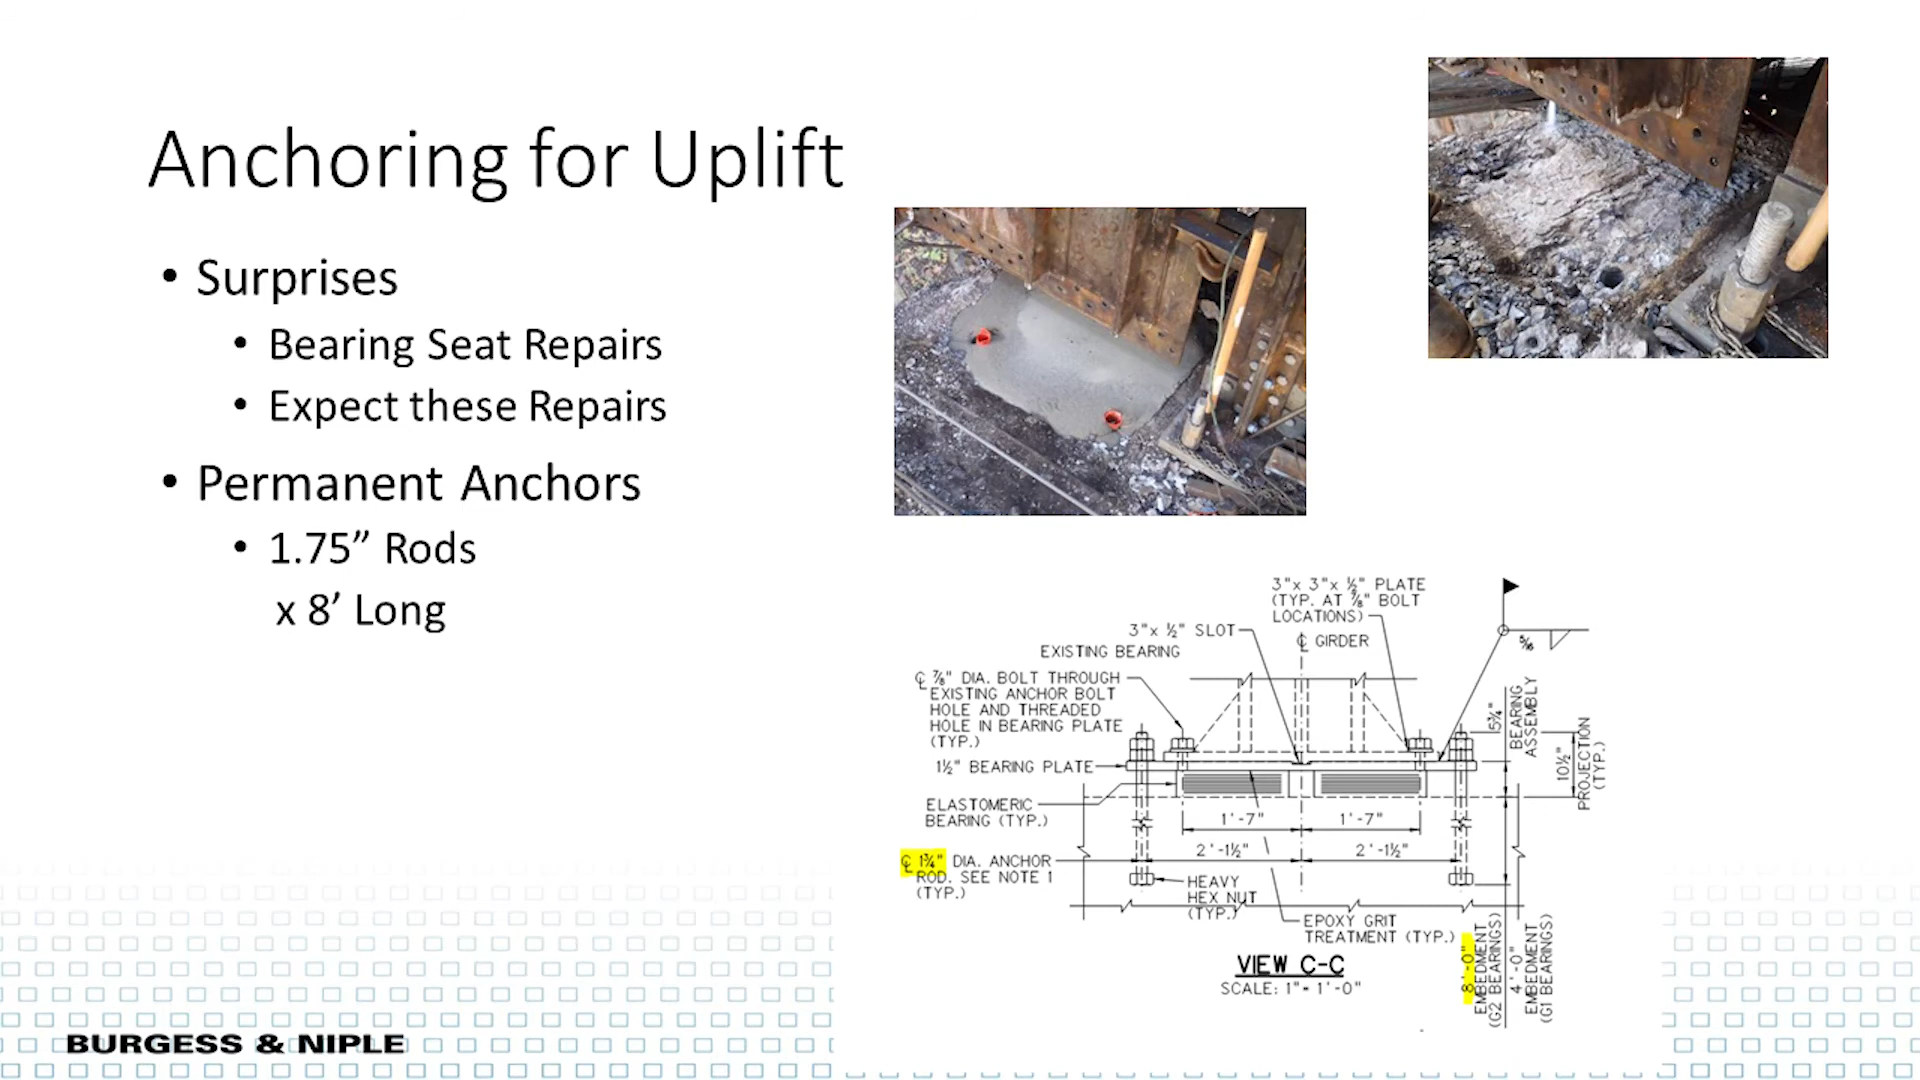 Anchoring for Uplift
• Surprises
• Bearing Seat Repairs
• Expect these Repairs
• Permanent Anchors
• 1.75” Rods
x 8’ Long
3"x 3"x ½" PLATE
(TYP. AT ⅞" BOLT
LOCATIONS)
3"x ½" SLOT
℄ GIRDER
EXISTING BEARING
℄ ⅞" DIA. BOLT THROUGH
EXISTING ANCHOR BOLT
HOLE AND THREADED
HOLE IN BEARING PLATE
(TYP.)
1½" BEARING PLATE
ELASTOMERIC
BEARING (TYP.)
℄ 1¾" DIA. ANCHOR
ROD. SEE NOTE 1
(TYP.)
5/16
5¾"
BEARING
ASSEMBLY
10½"
PROJECTION
(TYP.)
1'-7" 1'-7"
2'-1½" 2'-1½"
HEAVY
HEX NUT
(TYP.)
EPOXY GRIT
TREATMENT (TYP.)
8'-0"
EMBEDMENT
(G2 BEARINGS)
4'-0"
EMBEDMENT
(G1 BEARINGS)
VIEW C-C
SCALE: 1" = 1'-0"
BURGESS & NIPLE